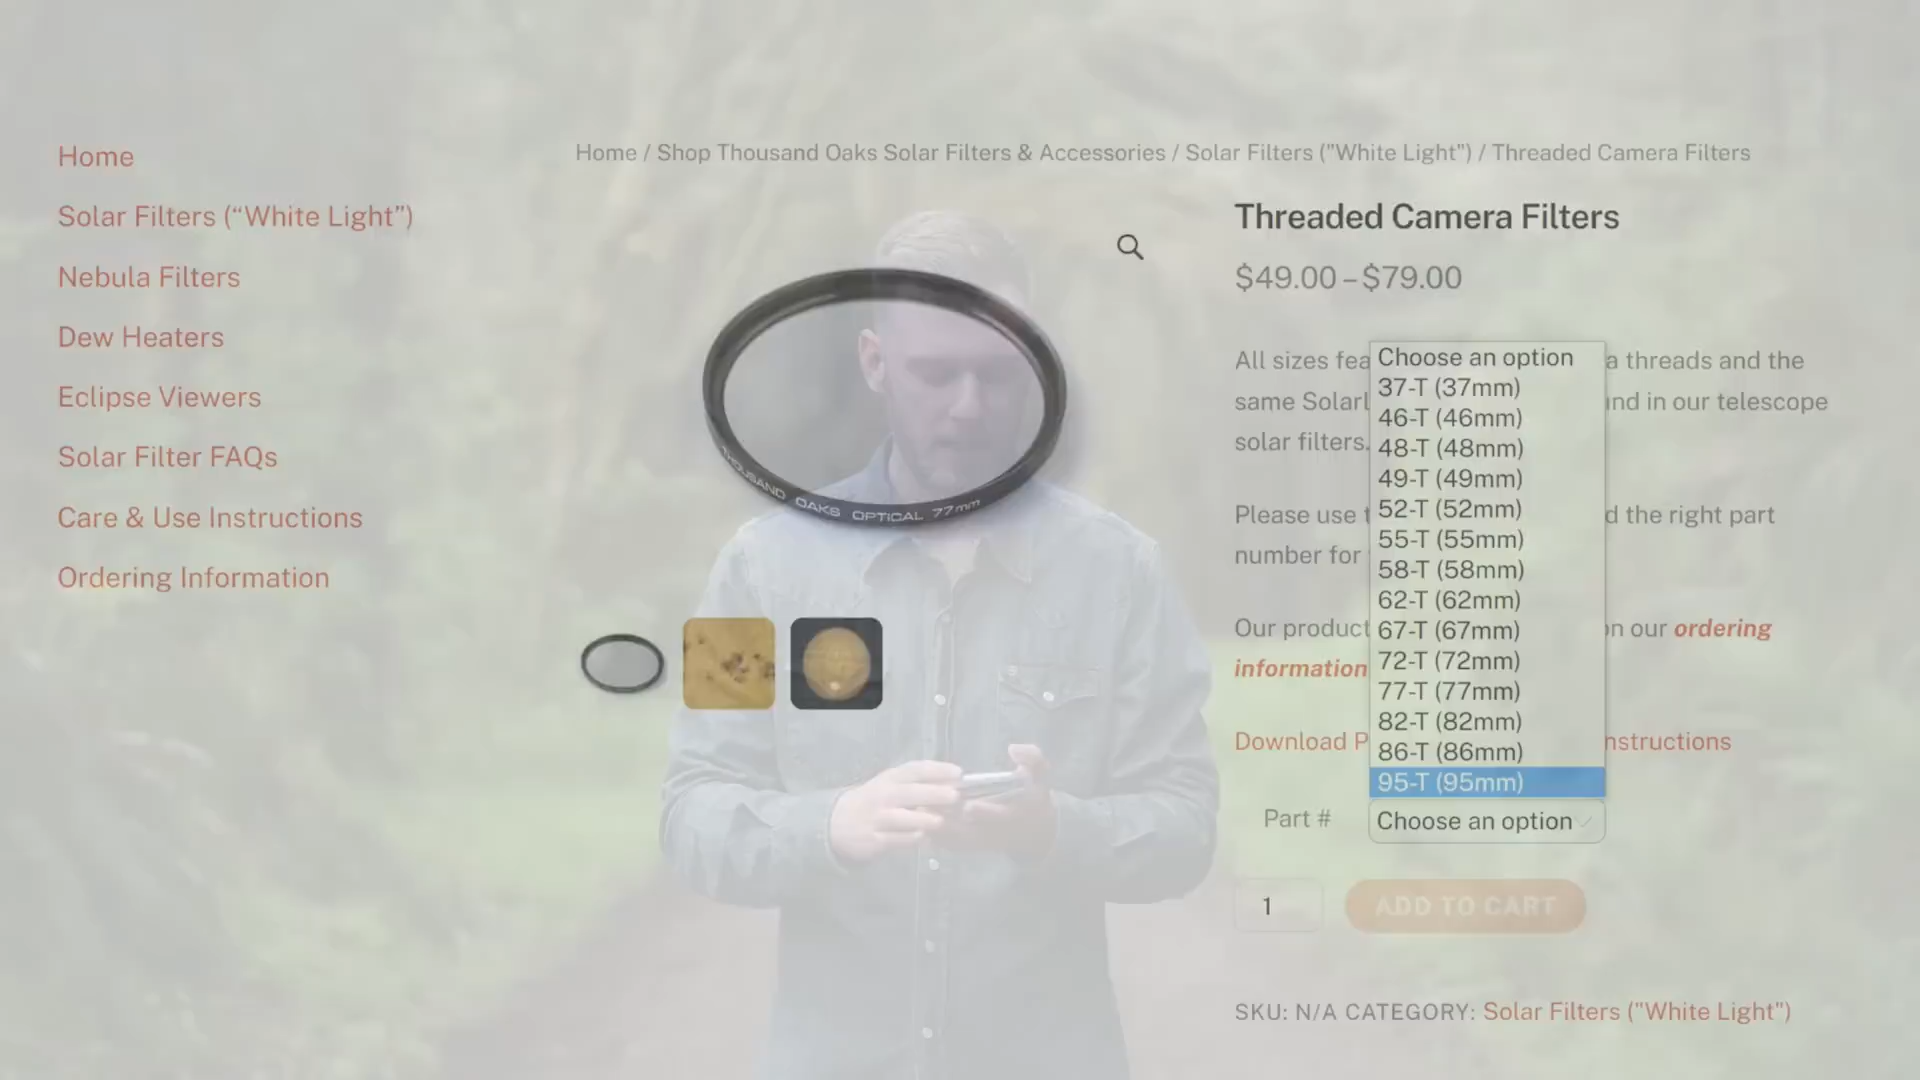 Home
Solar Filters (“White Light”)
Nebula Filters
Dew Heaters
Eclipse Viewers
Solar Filter FAQs
Care & Use Instructions
Ordering Information
Home / Shop Thousand Oaks Solar Filters & Accessories / Solar Filters ("White Light") / Threaded Camera Filters
THOUSAND OAKS OPTICAL 77mm
Threaded Camera Filters
$49.00 – $79.00
All sizes threads and the
same in our telescope
solar filters.
Please use the right part
number for
Our product on our ordering
information
Download
Choose an option
37-T (37mm)
46-T (46mm)
48-T (48mm)
49-T (49mm)
52-T (52mm)
55-T (55mm)
58-T (58mm)
62-T (62mm)
67-T (67mm)
72-T (72mm)
77-T (77mm)
82-T (82mm)
86-T (86mm)
95-T (95mm)
Part # Choose an option
1 ADD TO CART
SKU: N/A CATEGORY: Solar Filters ("White Light")